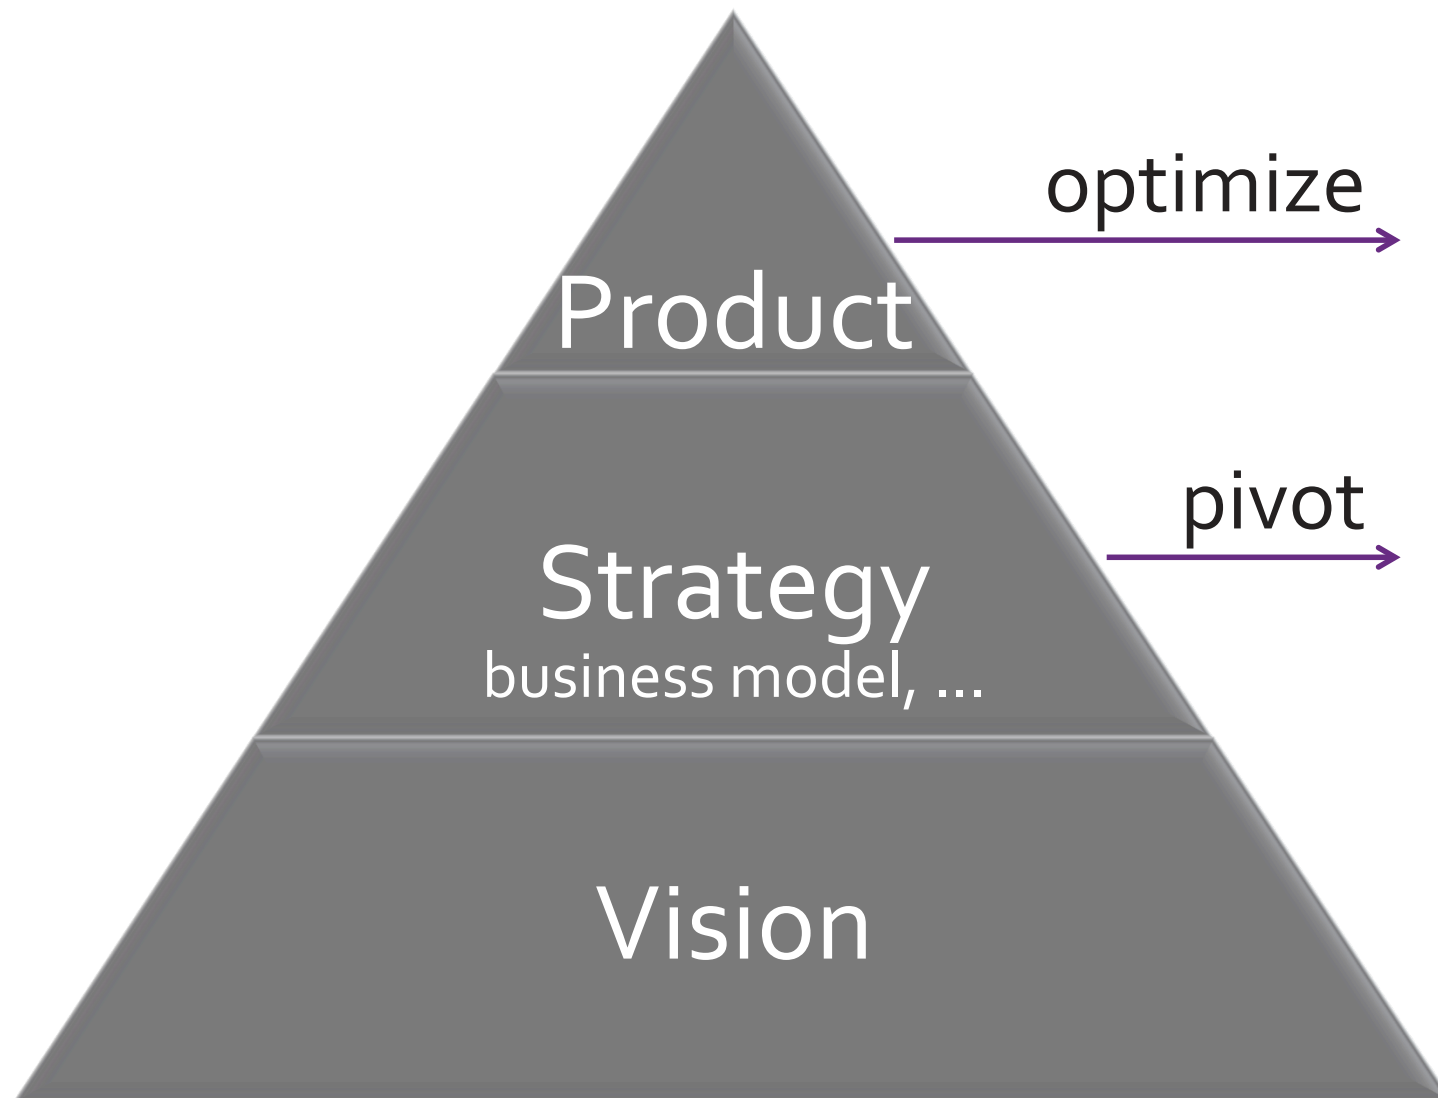 optimize
Product
pivot
Strategy
business model, ...
Vision